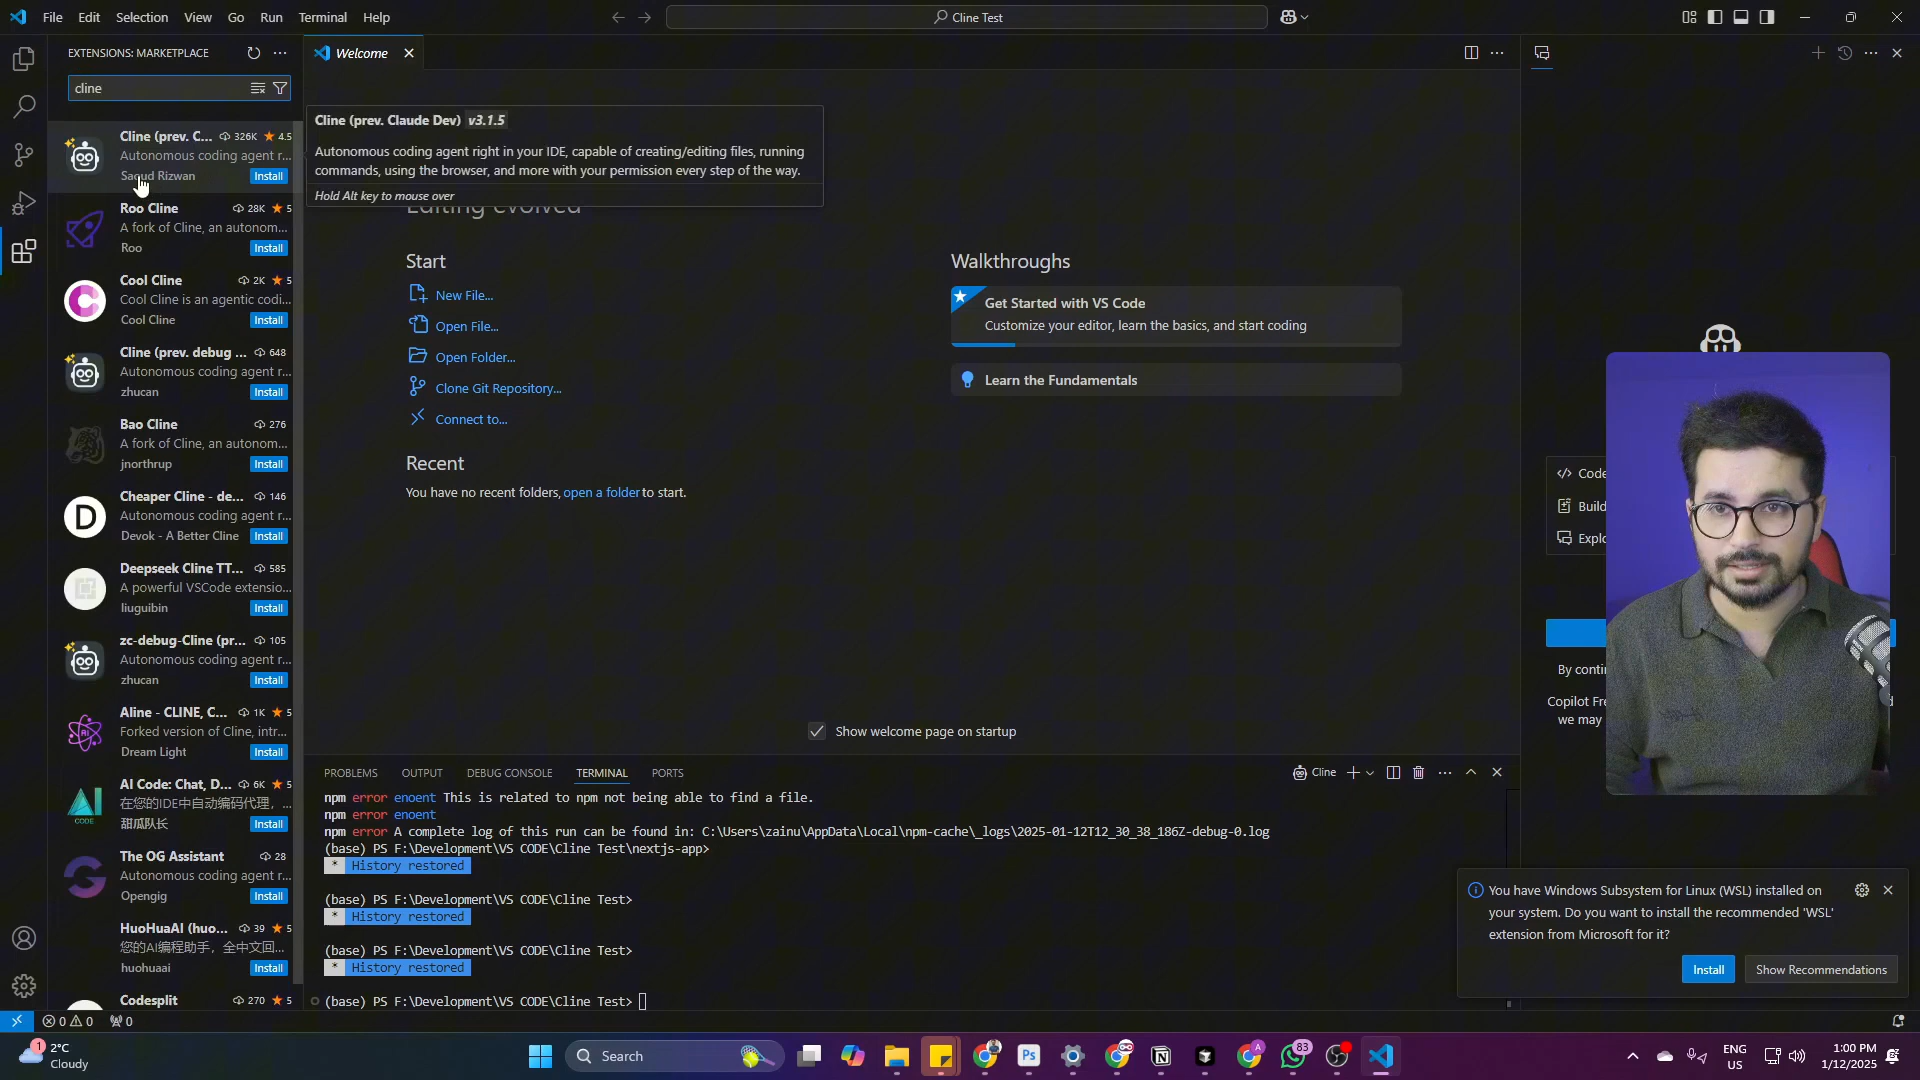 File Edit Selection View Go Run Terminal Help
Cline Test
EXTENSIONS: MARKETPLACE
cline
Cline (prev. C... 326K 4.5
Autonomous coding agent r...
Saoud Rizwan Install
Roo Cline 28K 5
A fork of Cline, an autonom...
Roo Install
Cool Cline 2K 5
Cool Cline is an agentic codi...
Cool Cline Install
Cline (prev. debug ... 648
Autonomous coding agent r...
zhucan Install
Bao Cline 276
A fork of Cline, an autonom...
jnorthrup Install
Cheaper Cline - de... 146
Autonomous coding agent r...
Devok - A Better Cline Install
Deepseek Cline TT... 585
A powerful VSCode extensio...
liuguibin Install
zc-debug-Cline (pr... 105
Autonomous coding agent r...
zhucan Install
Aline - CLINE, C... 1K 5
Forked version of Cline, intr...
Dream Light Install
AI Code: Chat, D... 6K 5
在您的IDE中自动编码代理，...
甜瓜队长 Install
CODE
The OG Assistant 28
Autonomous coding agent r...
Opengig Install
HuoHuaAI (huo... 39 5
您的AI编程助手，全中文回...
huohuaai Install
Codesplit 270 5
Welcome
Cline (prev. Claude Dev) v3.1.5
Autonomous coding agent right in your IDE, capable of creating/editing files, running
commands, using the browser, and more with your permission every step of the way.
Hold Alt key to mouse over
Editing evolved
Start
New File...
Open File...
Open Folder...
Clone Git Repository...
Connect to...
Recent
You have no recent folders, open a folder to start.
Walkthroughs
Get Started with VS Code
Customize your editor, learn the basics, and start coding
Learn the Fundamentals
Show welcome page on startup
Code
Build
Explo
By conti
Copilot Fre
we may
PROBLEMS OUTPUT DEBUG CONSOLE TERMINAL PORTS
Cline
npm error enoent This is related to npm not being able to find a file.
npm error enoent
npm error A complete log of this run can be found in: C:\Users\zainu\AppData\Local\npm-cache\_logs\2025-01-12T12_30_38_186Z-debug-0.log
(base) PS F:\Development\VS CODE\Cline Test\nextjs-app>
* History restored
(base) PS F:\Development\VS CODE\Cline Test>
* History restored
(base) PS F:\Development\VS CODE\Cline Test>
* History restored
(base) PS F:\Development\VS CODE\Cline Test>
You have Windows Subsystem for Linux (WSL) installed on
your system. Do you want to install the recommended 'WSL'
extension from Microsoft for it?
Install Show Recommendations
0 0 0
1
2°C
Cloudy
Search
Ps
A
83
ENG
US
1:00 PM
1/12/2025